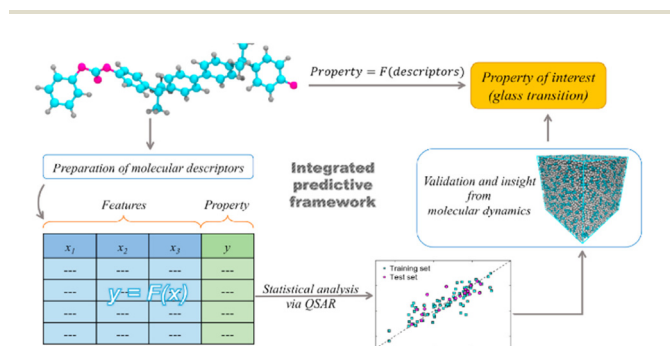 Property = F(descriptors)
Property of interest
(glass transition)
Preparation of molecular descriptors
Integrated
predictive
framework
Validation and insight
from
molecular dynamics
Features
Property
x₁ x₂ x₃ y
--- --- --- ---
--- --- --- ---
--- --- --- ---
--- --- --- ---
y = F(x)
Statistical analysis
via QSAR
Training set
Test set